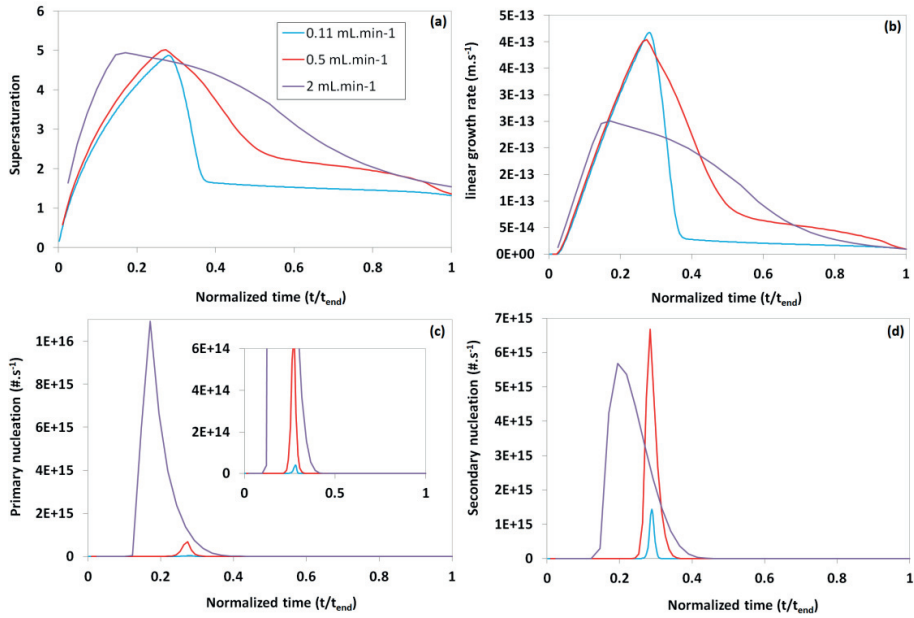 (a)
6
5
4
3
2
1
0
Supersaturation
0.11 mL.min-1
0.5 mL.min-1
2 mL.min-1
0 0.2 0.4 0.6 0.8 1
Normalized time (t/tend)
(b)
5E-13
4E-13
4E-13
3E-13
3E-13
2E-13
2E-13
1E-13
5E-14
0E+00
linear growth rate (m.s-1)
0 0.2 0.4 0.6 0.8 1
Normalized time (t/tend)
(c)
1E+16
8E+15
6E+15
4E+15
2E+15
0
Primary nucleation (#.s-1)
6E+14
4E+14
2E+14
0
0 0.5 1
0 0.2 0.4 0.6 0.8 1
Normalized time (t/tend)
(d)
7E+15
6E+15
5E+15
4E+15
3E+15
2E+15
1E+15
0
Secondary nucleation (#.s-1)
0 0.2 0.4 0.6 0.8 1
Normalized time (t/tend)